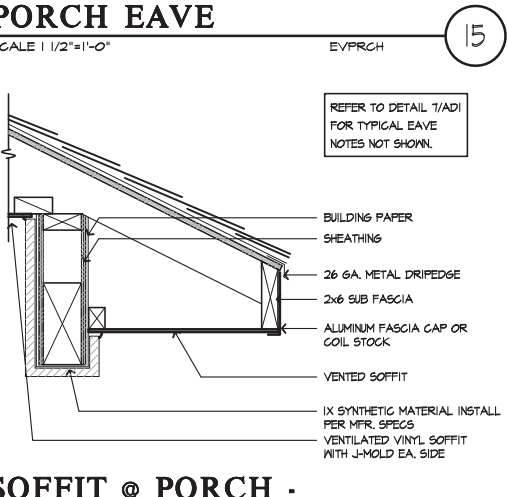 PORCH EAVE
CALE 1 1/2"=1'-0"
EVPRCH
15
REFER TO DETAIL 7/AD1
FOR TYPICAL EAVE
NOTES NOT SHOWN.
BUILDING PAPER
SHEATHING
26 GA. METAL DRIPEDGE
2x6 SUB FASCIA
ALUMINUM FASCIA CAP OR
COIL STOCK
VENTED SOFFIT
1X SYNTHETIC MATERIAL INSTALL
PER MFR. SPECS
VENTILATED VINYL SOFFIT
WITH J-MOLD EA. SIDE
SOFFIT @ PORCH -